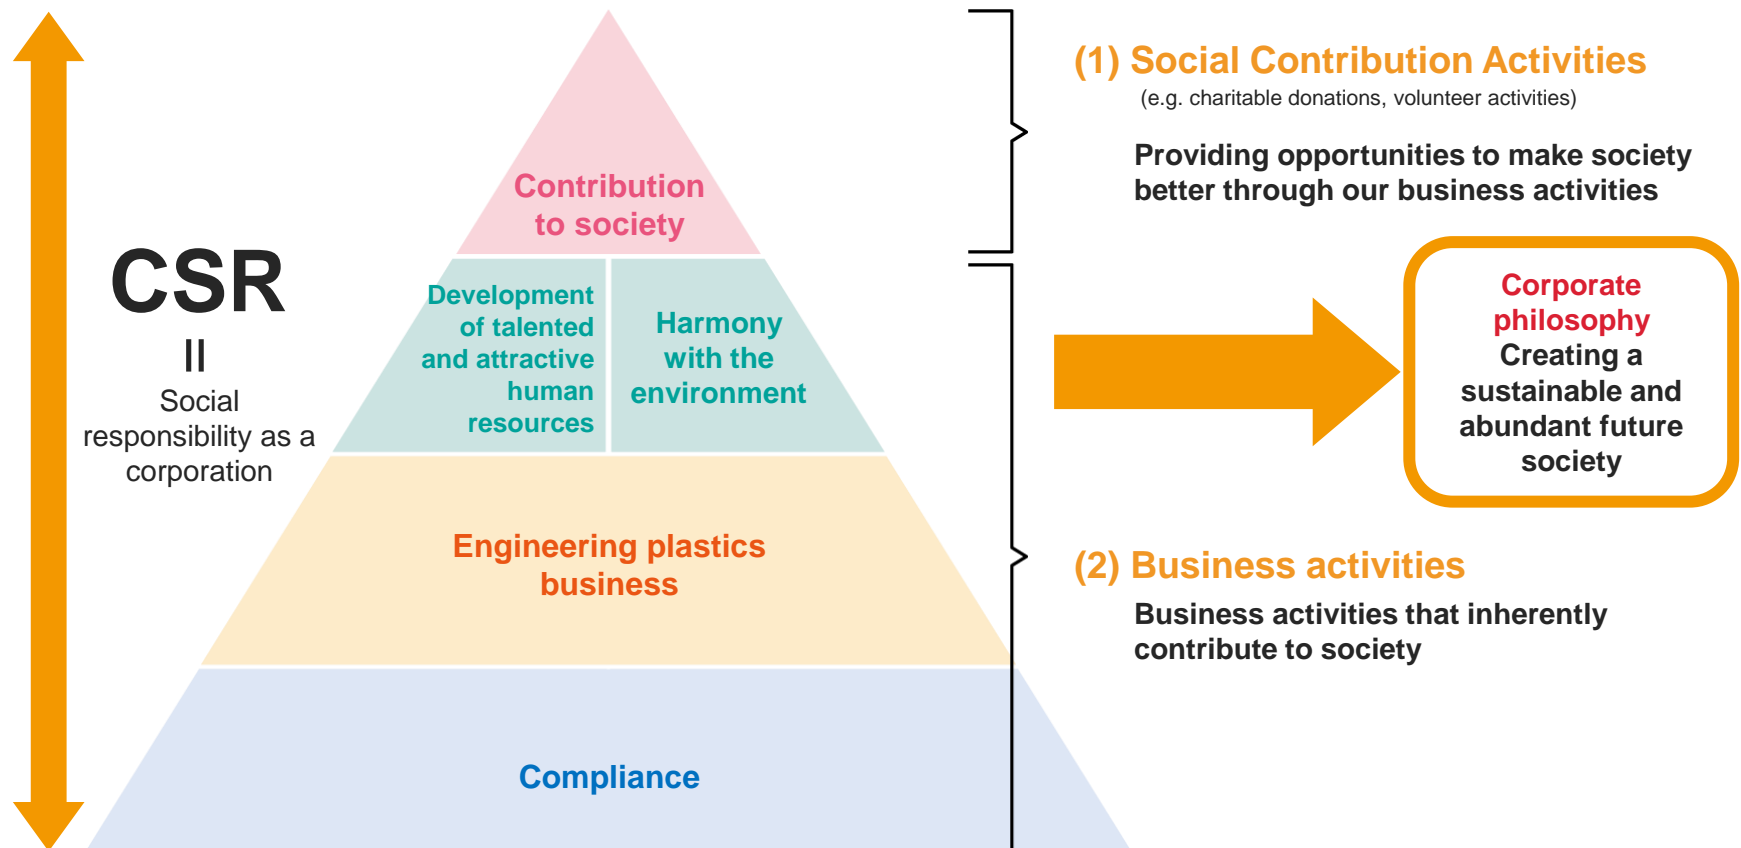 CSR
=
Social
responsibility as a
corporation
Contribution
to society
Development
of talented
and attractive
human
resources
Harmony
with the
environment
Engineering plastics
business
Compliance
(1) Social Contribution Activities
(e.g. charitable donations, volunteer activities)
Providing opportunities to make society
better through our business activities
Corporate
philosophy
Creating a
sustainable and
abundant future
society
(2) Business activities
Business activities that inherently
contribute to society